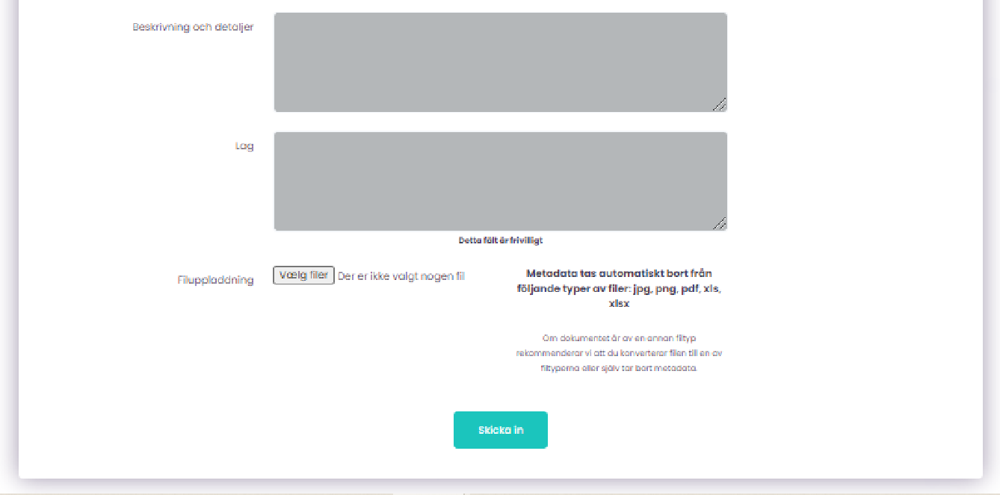 Beskrivning och detaljer
Lag
Detta fält är frivilligt
Filuppladdning
Vælg filer Der er ikke valgt nogen fil
Metadata tas automatiskt bort från
följande typer av filer: jpg, png, pdf, xls,
xlsx
Om dokumentet är av en annan filtyp
rekommenderar vi att du konverterar filen till en av
filtyperna eller själv tar bort metadata.
Skicka in